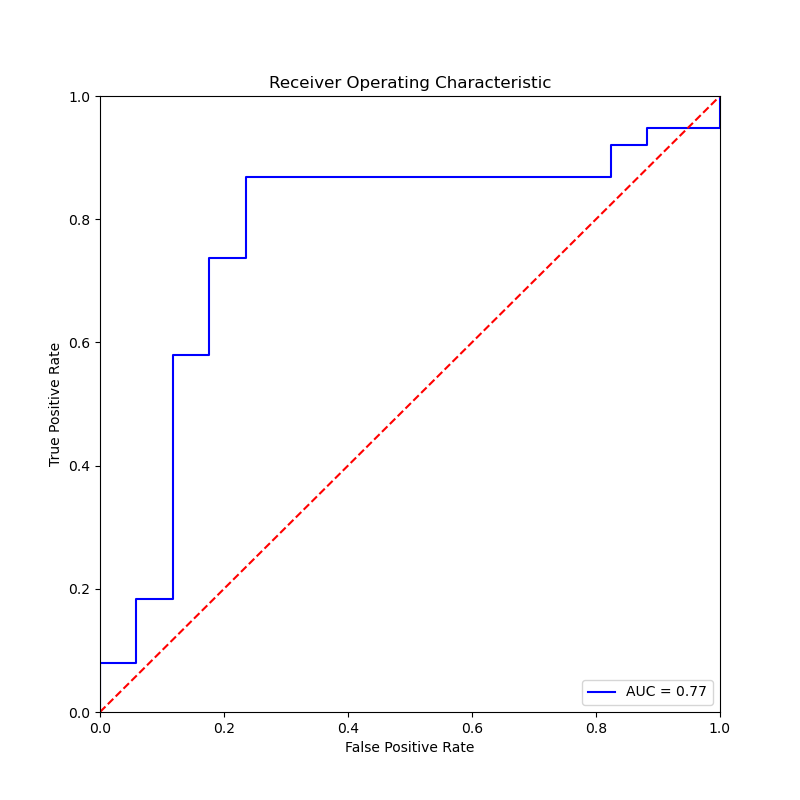 Receiver Operating Characteristic
1.0
0.8
0.6
0.4
0.2
0.0
True Positive Rate
AUC = 0.77
0.0 0.2 0.4 0.6 0.8 1.0
False Positive Rate